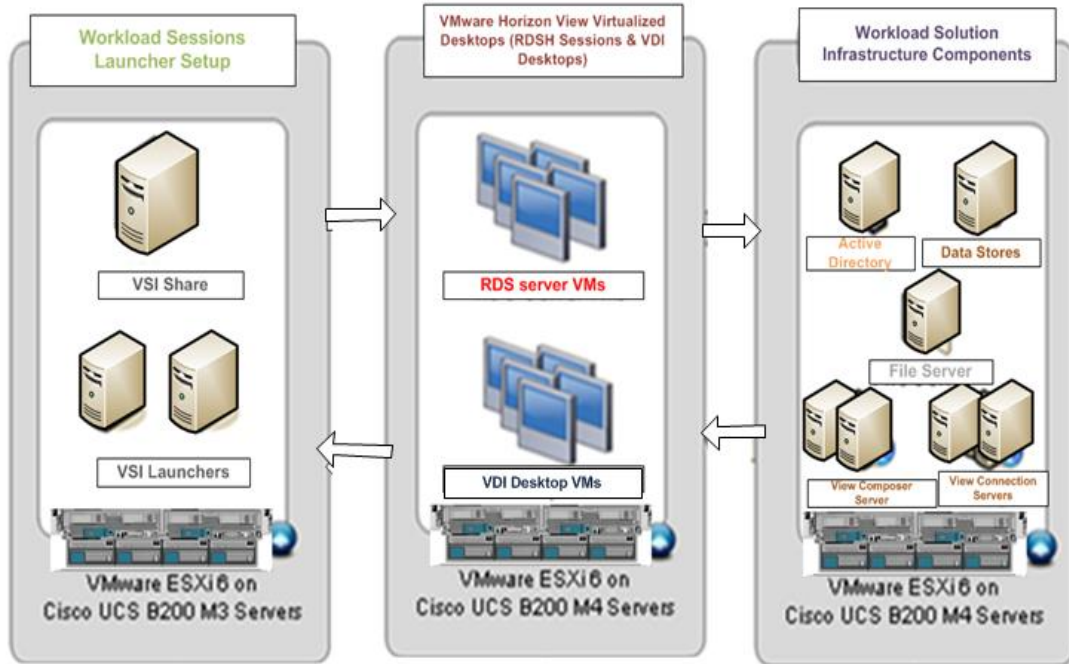 Workload Sessions
Launcher Setup
VSI Share
VSI Launchers
VMware ESXi 6 on
Cisco UCS B200 M3 Servers
VMware Horizon View Virtualized
Desktops (RDSH Sessions & VDI
Desktops)
RDS server VMs
VDI Desktop VMs
VMware ESXi 6 on
Cisco UCS B200 M4 Servers
Workload Solution
Infrastructure Components
Active
Directory
Data Stores
File Server
View Composer
Server
View Connection
Servers
VMware ESXi 6 on
Cisco UCS B200 M4 Servers